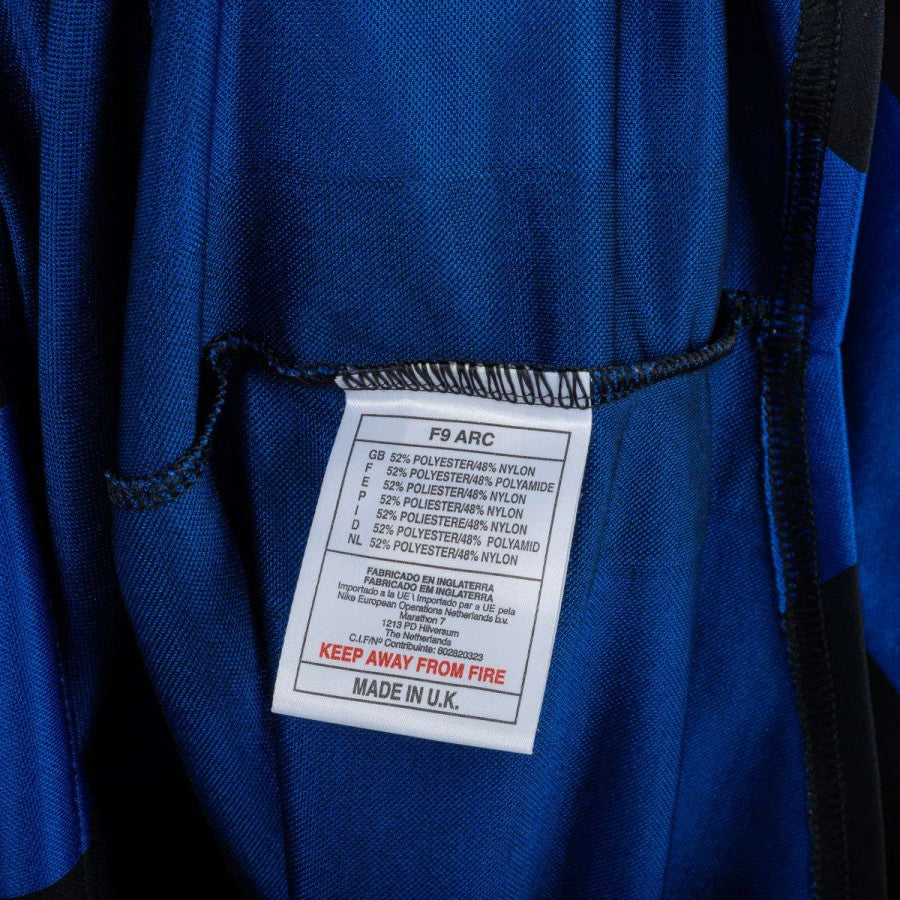 F9 ARC
GB 52% POLYESTER/48% NYLON
F 52% POLYESTER/48% POLYAMIDE
E 52% POLIESTER/48% NYLON
P 52% POLIESTER/48% NYLON
I 52% POLIESTERE/48% NYLON
D 52% POLYESTER/48% POLYAMID
NL 52% POLYESTER/48% NYLON
FABRICADO EN INGLATERRA
FABRICADO EM INGLATERRA
Importado a la UE \ Importado par a UE pela
Nike European Operations Netherlands b.v.
Marathon 7
1213 PD Hilversum
The Netherlands
C.I.F/Nº Contribuinte: 802820323
KEEP AWAY FROM FIRE
MADE IN U.K.